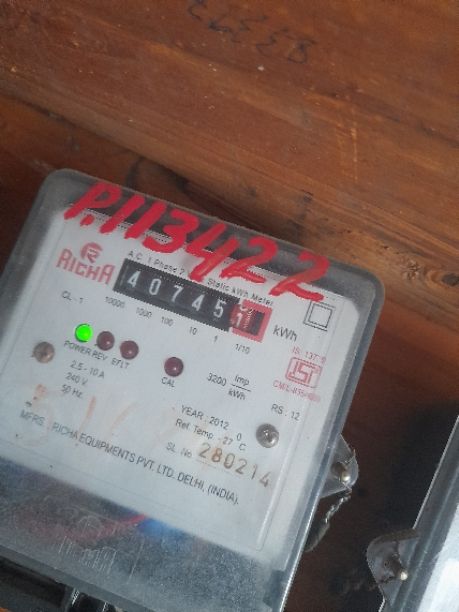 P.113422
RICHA
A.C. 1 Phase 2 Static kWh Meter
40745
kWh
CL.-1 10000 1000 100 10 1 1/10
POWER REV E/LT CAL
2.5 - 10 A
240 V.
50 Hz.
3200 Imp/kWh
ISI
RS: 12
YEAR: 2012
Ref. Temp.- 27°C
SL. No. 280214
MFRS.: RICHA EQUIPMENTS PVT. LTD. DELHI, (INDIA).